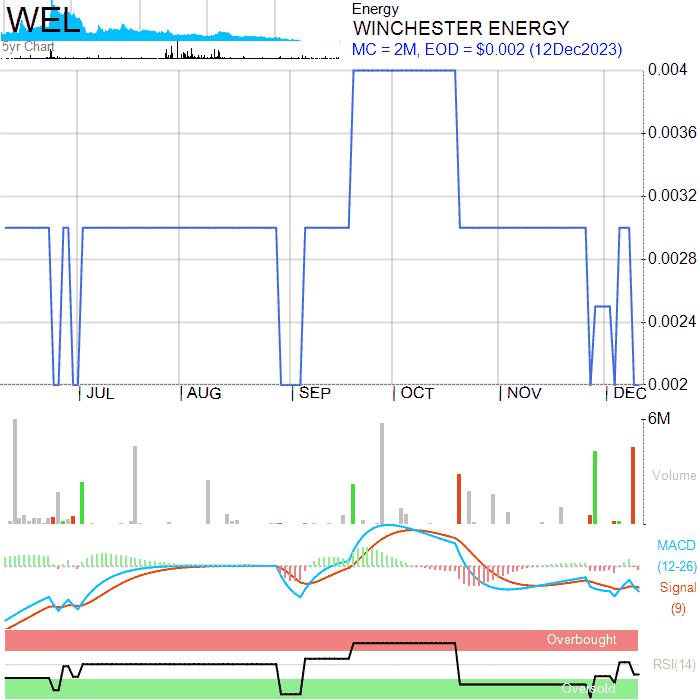 WEL
5yr Chart
Energy
WINCHESTER ENERGY
MC = 2M, EOD = $0.002 (12Dec2023)
0.004
0.0036
0.0032
0.0028
0.0024
0.002
JUL AUG SEP OCT NOV DEC
6M
Volume
MACD
(12-26)
Signal
(9)
Overbought
RSI(14)
Oversold